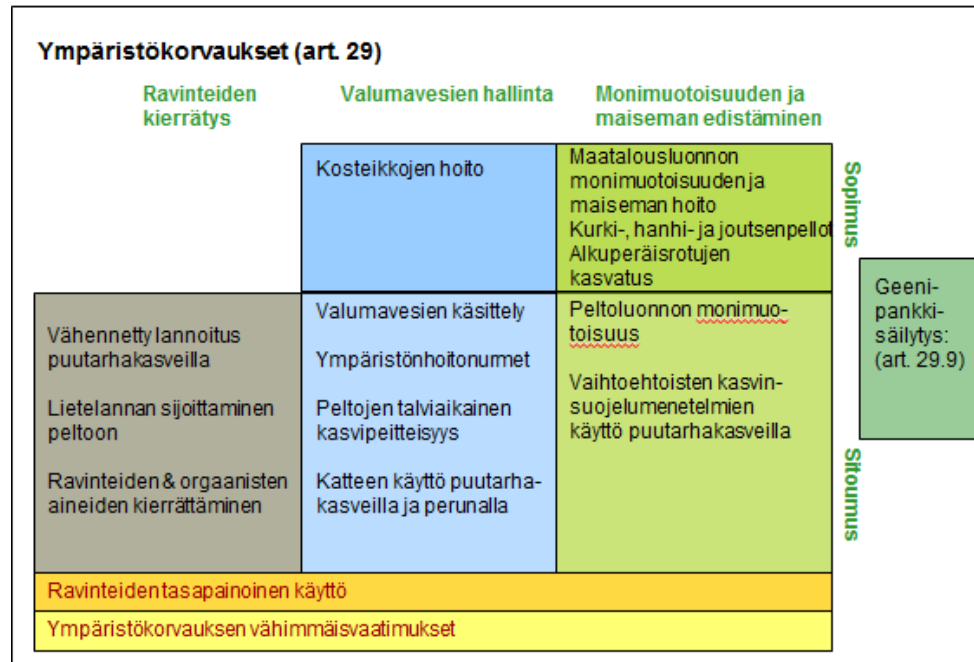 Ympäristökorvaukset (art. 29)
Ravinteiden
kierrätys
Valumavesien hallinta
Monimuotoisuuden ja
maiseman edistäminen
Kosteikkojen hoito
Maatalousluonnon
monimuotoisuuden ja
maiseman hoito
Kurki-, hanhi- ja joutsenpellot
Alkuperäisrotujen
kasvatus
Sopimus
Vähennetty lannoitus
puutarhakasveilla
Lietelannan sijoittaminen
peltoon
Ravinteiden & orgaanisten
aineiden kierrättäminen
Valumavesien käsittely
Ympäristönhoitonurmet
Peltojen talviaikainen
kasvipeitteisyys
Katteen käyttö puutarha-
kasveilla ja perunalla
Peltoluonnon monimuo-
toisuus
Vaihtoehtoisten kasvin-
suojelumenetelmien
käyttö puutarhakasveilla
Sitoumus
Geeni-
pankki-
säilytys:
(art. 29.9)
Ravinteiden tasapainoinen käyttö
Ympäristökorvauksen vähimmäisvaatimukset